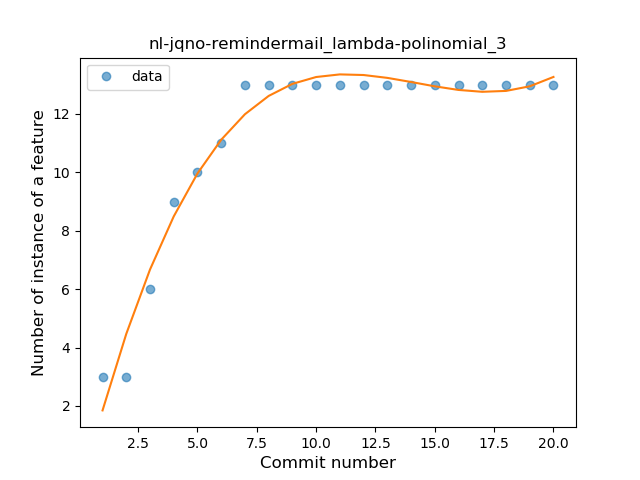 nl-jqno-remindermail_lambda-polinomial_3
data
Number of instance of a feature
12
10
8
6
4
2
2.5 5.0 7.5 10.0 12.5 15.0 17.5 20.0
Commit number